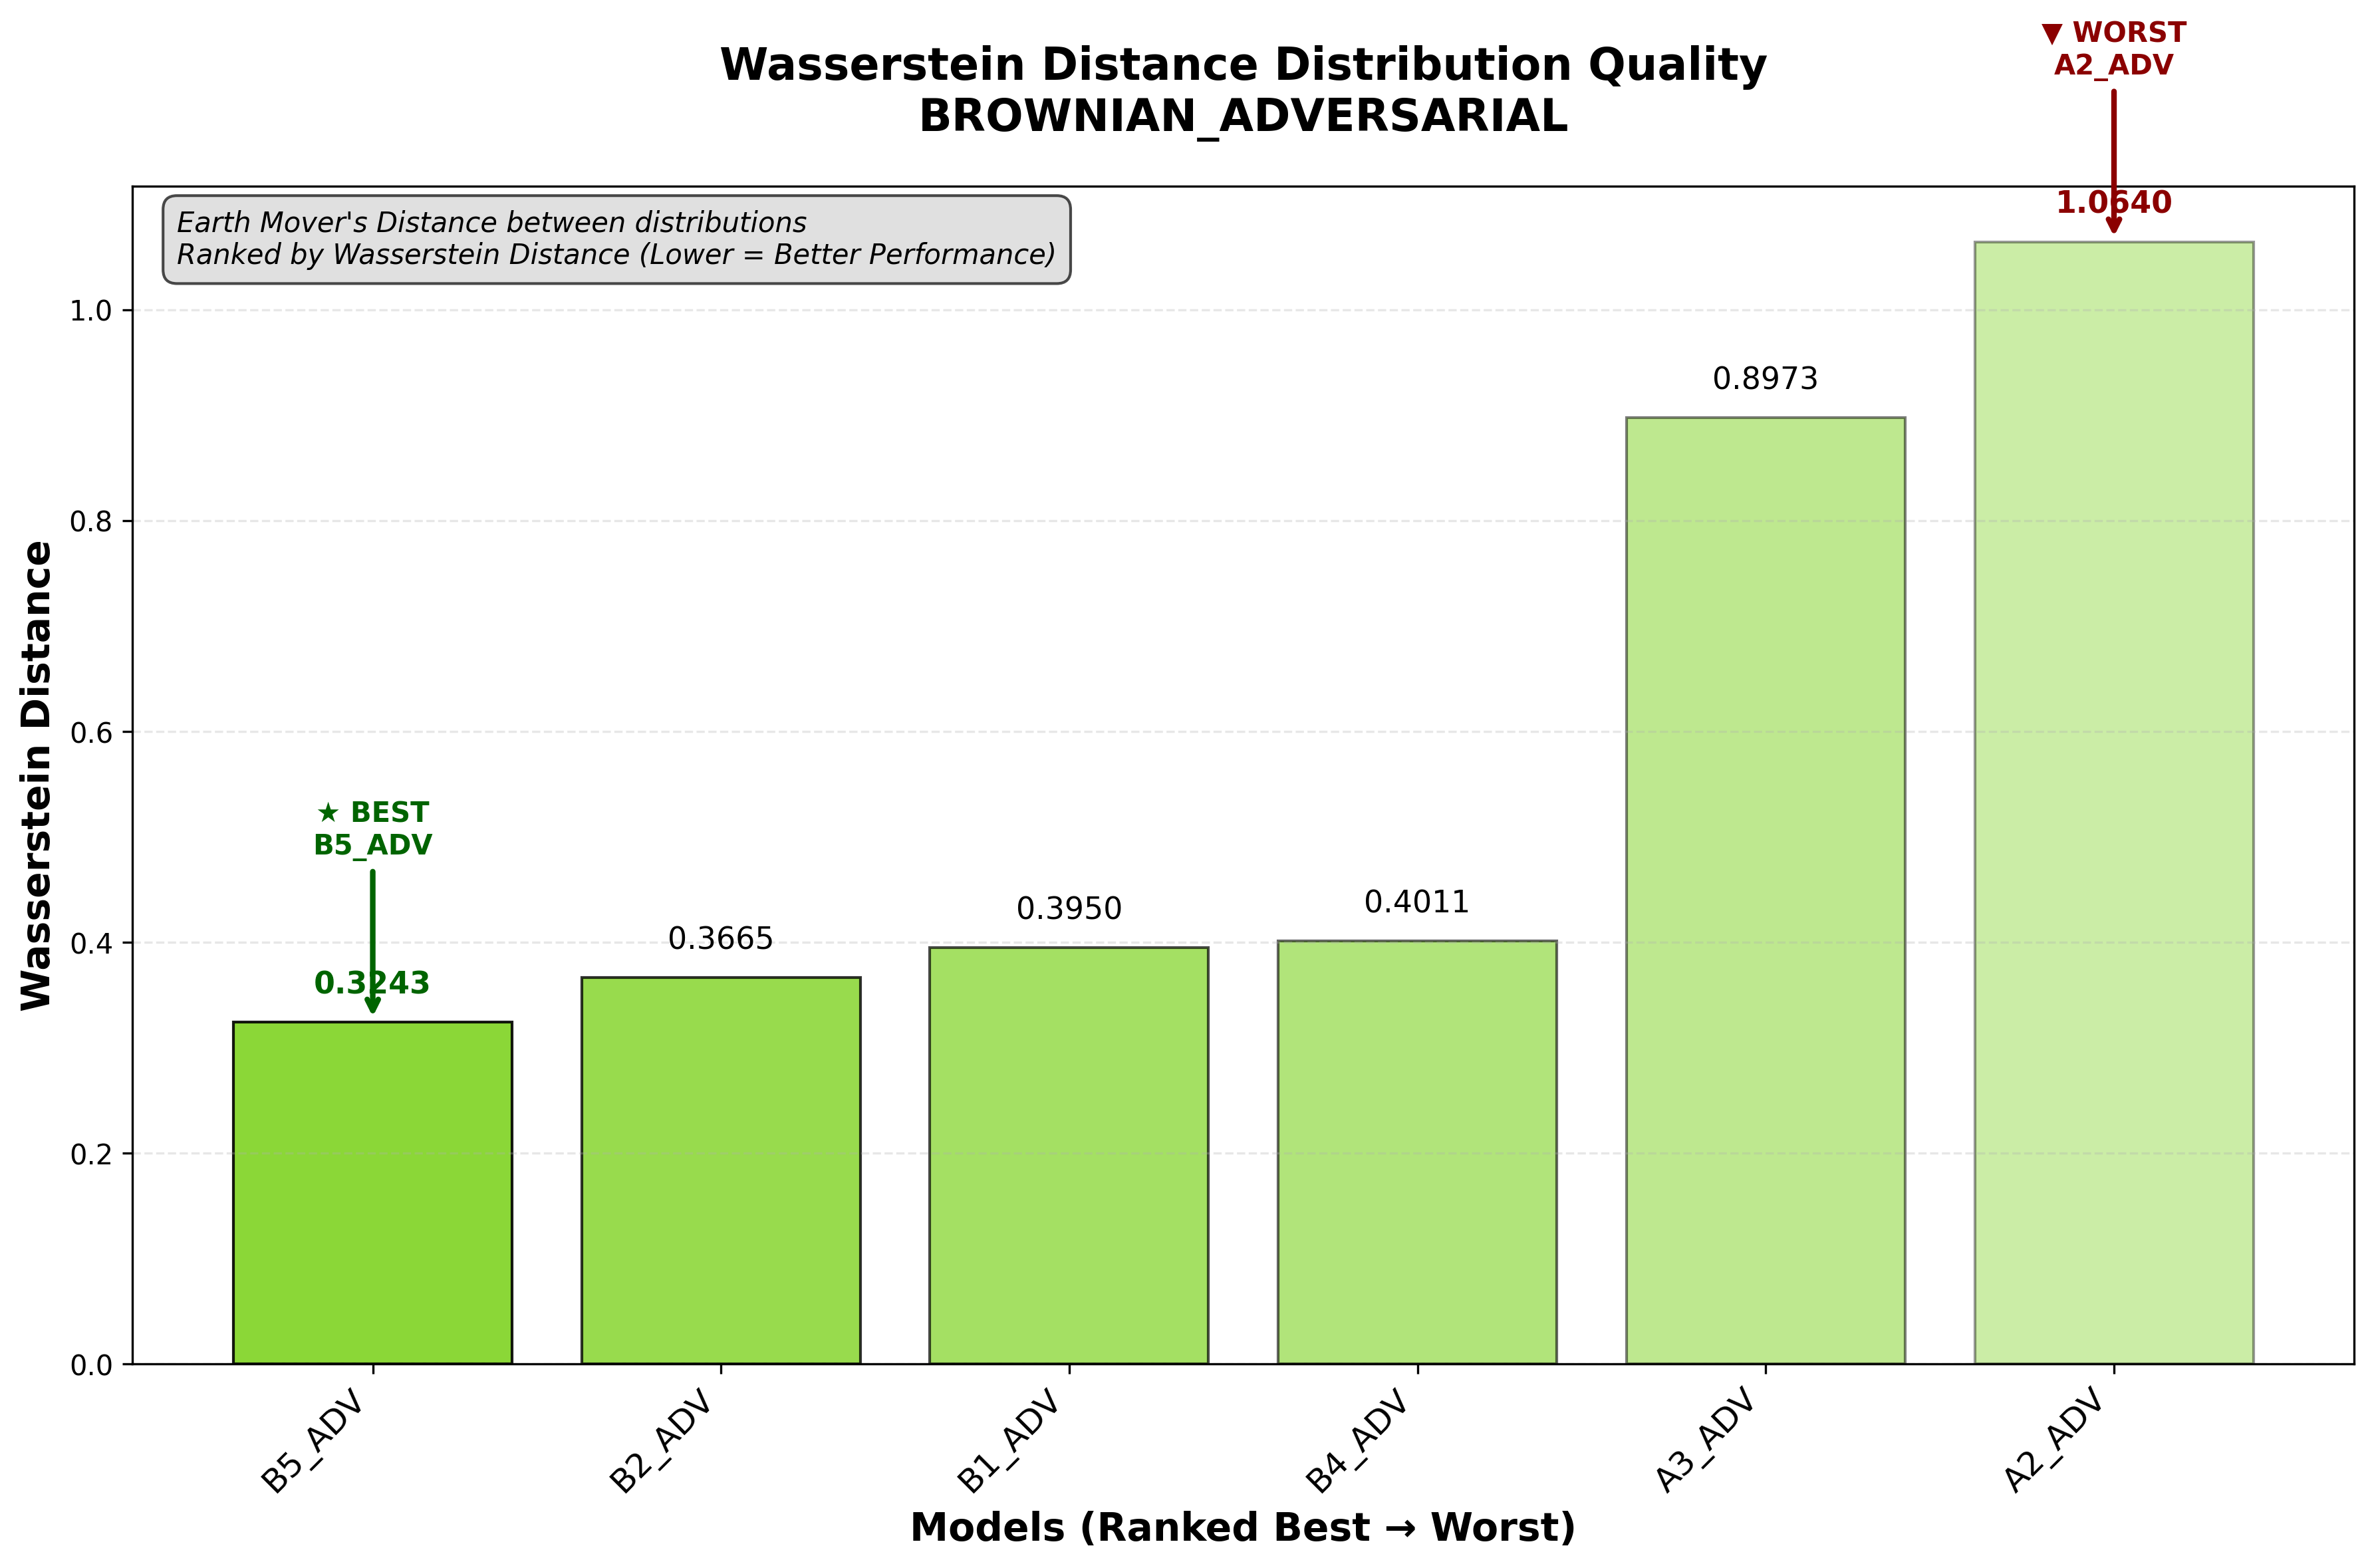 ▼ WORST
A2_ADV
Wasserstein Distance Distribution Quality
BROWNIAN_ADVERSARIAL
Earth Mover's Distance between distributions
Ranked by Wasserstein Distance (Lower = Better Performance)
1.0640
0.8973
★ BEST
B5_ADV
0.3243
0.3665
0.3950
0.4011
Wasserstein Distance
1.0
0.8
0.6
0.4
0.2
0.0
B5_ADV
B2_ADV
B1_ADV
B4_ADV
A3_ADV
A2_ADV
Models (Ranked Best → Worst)